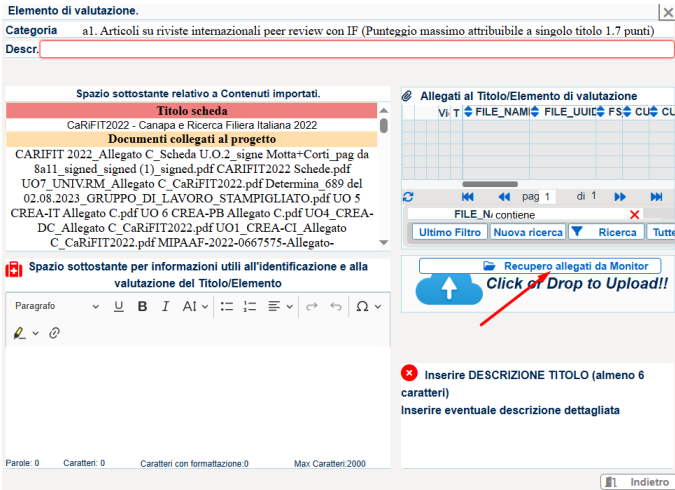 Elemento di valutazione.
Categoria a1. Articoli su riviste internazionali peer review con IF (Punteggio massimo attribuibile a singolo titolo 1.7 punti)
Descr.
Spazio sottostante relativo a Contenuti importati.
Titolo scheda
CaRiFIT2022 - Canapa e Ricerca Filiera Italiana 2022
Documenti collegati al progetto
CARIFIT 2022_Allegato C_Scheda U.O.2_signe Motta+Corti_pag da
8a11_signed_signed (1)_signed.pdf CARIFIT2022 Schede.pdf
UO7_UNIV.RM_Allegato C_CaRiFIT2022.pdf Determina_689 del
02.08.2023_GRUPPO_DI_LAVORO_STAMPIGLIATO.pdf UO 5
CREA-IT Allegato C.pdf UO 6 CREA-PB Allegato C.pdf UO4_CREA-
DC_Allegato C_CaRiFIT2022.pdf UO1_CREA-CI_Allegato
C_CaRiFIT2022.pdf MIPAAF-2022-0667575-Allegato-
Spazio sottostante per informazioni utili all'identificazione e alla
valutazione del Titolo/Elemento
Paragrafo U B I AI Ω
Parole: 0 Caratteri: 0 Caratteri con formattazione:0 Max Caratteri:2000
Allegati al Titolo/Elemento di valutazione
Vi T FILE_NAM FILE_UUID FS CU CU
pag 1 di 1
FILE_N contiene
Ultimo Filtro Nuova ricerca Ricerca Tutte
Recupero allegati da Monitor
Click or Drop to Upload!!
Inserire DESCRIZIONE TITOLO (almeno 6
caratteri)
Inserire eventuale descrizione dettagliata
Indietro